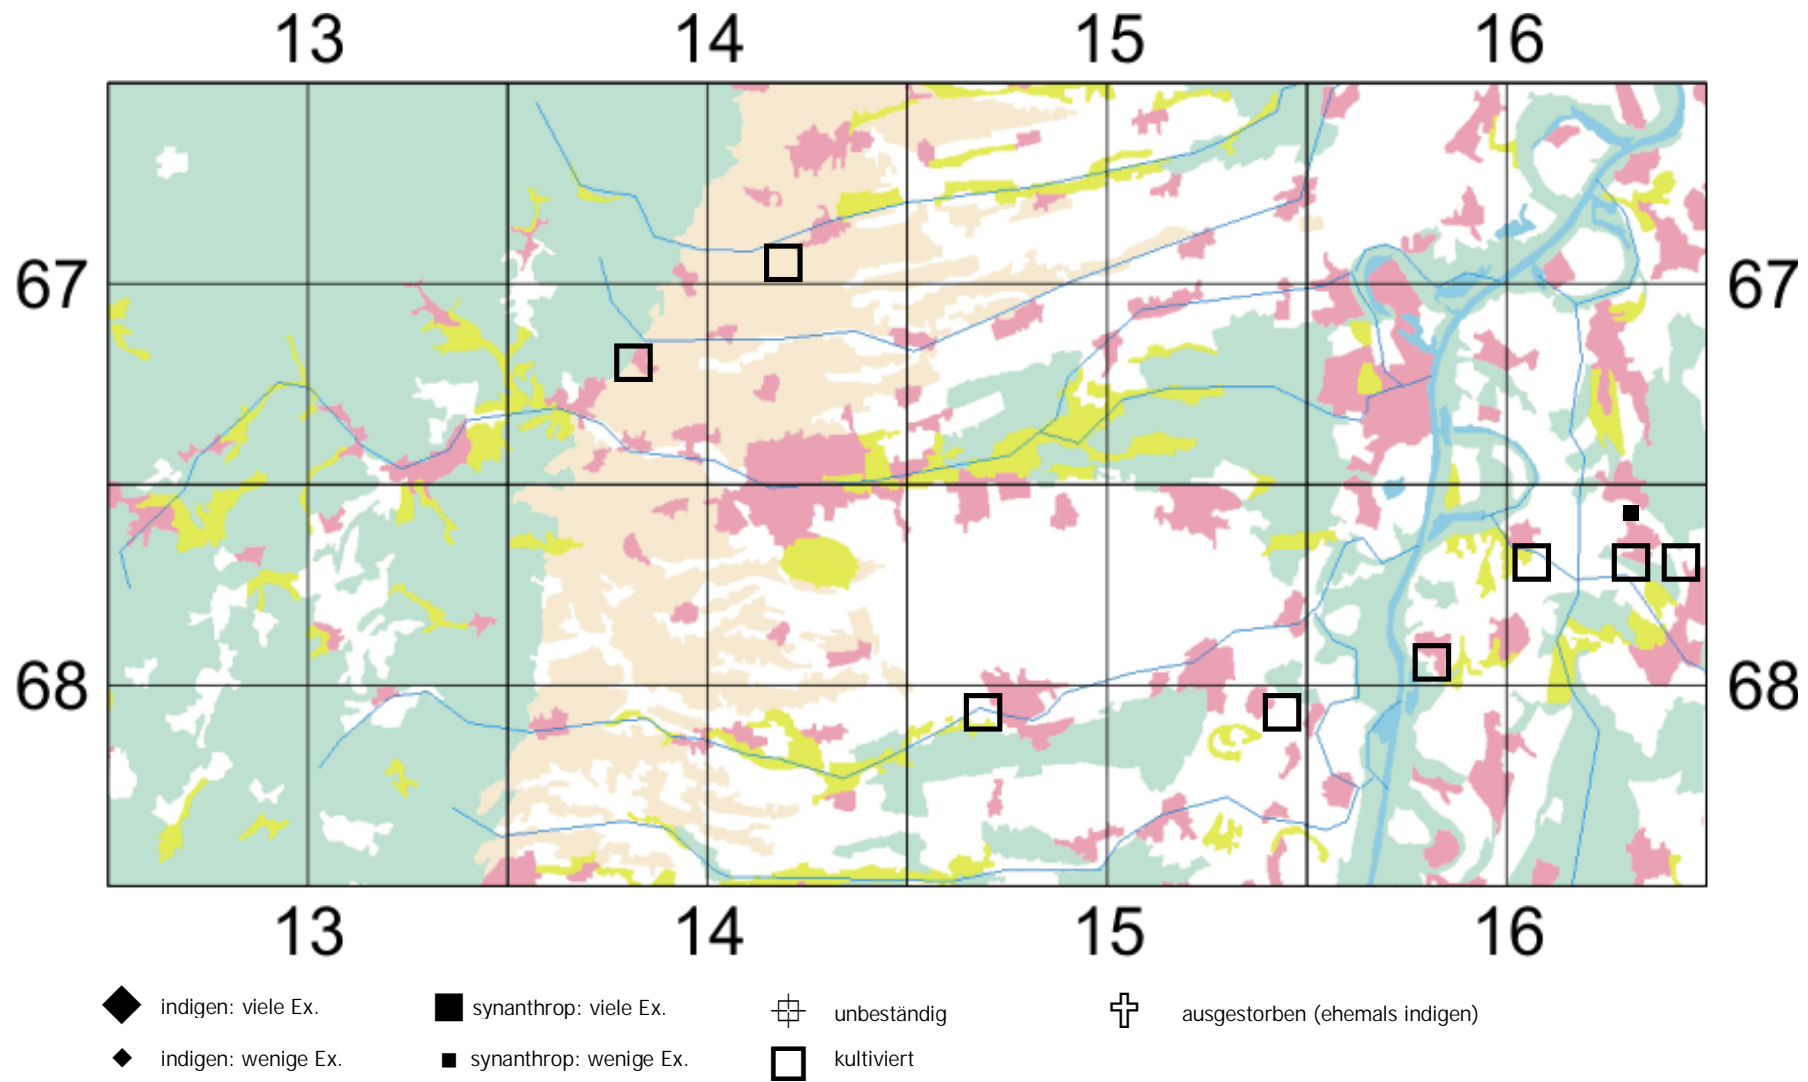 13 14 15 16
67 67
68 68
13 14 15 16
indigen: viele Ex. synanthrop: viele Ex. unbeständig ausgestorben (ehemals indigen)
indigen: wenige Ex. synanthrop: wenige Ex. kultiviert